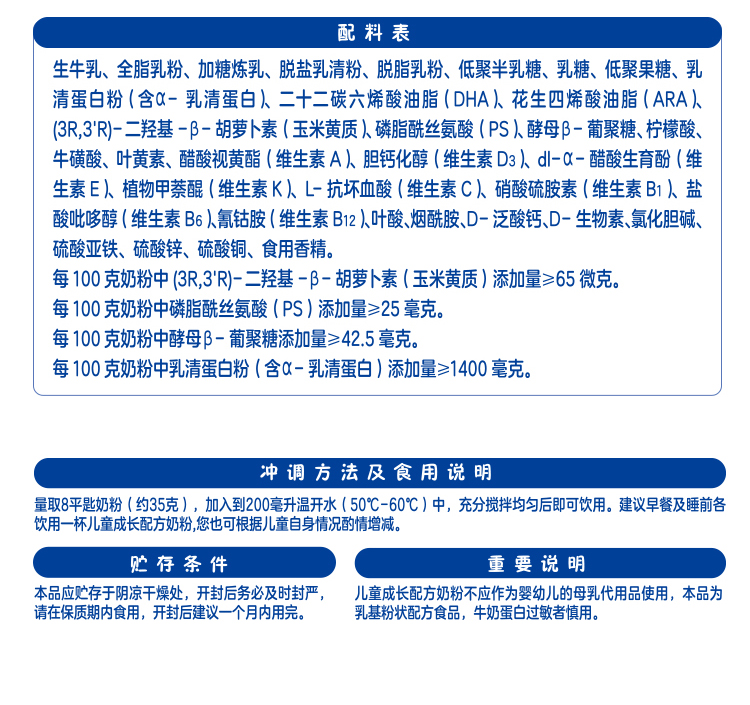 配料表
生牛乳、全脂乳粉、加糖炼乳、脱盐乳清粉、脱脂乳粉、低聚半乳糖、乳糖、低聚果糖、乳
清蛋白粉（含α-乳清蛋白）、二十二碳六烯酸油脂（DHA）、花生四烯酸油脂（ARA）、
(3R,3'R)-二羟基-β-胡萝卜素（玉米黄质）、磷脂酰丝氨酸（PS）、酵母β-葡聚糖、柠檬酸、
牛磺酸、叶黄素、醋酸视黄酯（维生素A）、胆钙化醇（维生素D3）、dl-α-醋酸生育酚（维
生素E）、植物甲萘醌（维生素K）、L-抗坏血酸（维生素C）、硝酸硫胺素（维生素B1）、盐
酸吡哆醇（维生素B6）、氰钴胺（维生素B12）、叶酸、烟酰胺、D-泛酸钙、D-生物素、氯化胆碱、
硫酸亚铁、硫酸锌、硫酸铜、食用香精。
每100克奶粉中(3R,3'R)-二羟基-β-胡萝卜素（玉米黄质）添加量≥65微克。
每100克奶粉中磷脂酰丝氨酸（PS）添加量≥25毫克。
每100克奶粉中酵母β-葡聚糖添加量≥42.5毫克。
每100克奶粉中乳清蛋白粉（含α-乳清蛋白）添加量≥1400毫克。
冲调方法及食用说明
量取8平匙奶粉（约35克），加入到200毫升温开水（50℃-60℃）中，充分搅拌均匀后即可饮用。建议早餐及睡前各
饮用一杯儿童成长配方奶粉,您也可根据儿童自身情况酌情增减。
贮存条件
本品应贮存于阴凉干燥处，开封后务必及时封严，
请在保质期内食用，开封后建议一个月内用完。
重要说明
儿童成长配方奶粉不应作为婴幼儿的母乳代用品使用，本品为
乳基粉状配方食品，牛奶蛋白过敏者慎用。